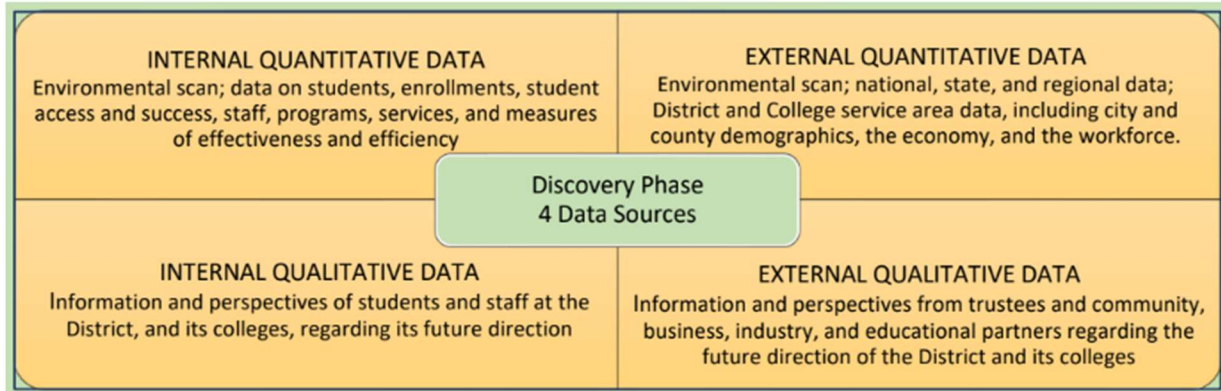 INTERNAL QUANTITATIVE DATA
Environmental scan; data on students, enrollments, student
access and success, staff, programs, services, and measures
of effectiveness and efficiency
EXTERNAL QUANTITATIVE DATA
Environmental scan; national, state, and regional data;
District and College service area data, including city and
county demographics, the economy, and the workforce.
Discovery Phase
4 Data Sources
INTERNAL QUALITATIVE DATA
Information and perspectives of students and staff at the
District, and its colleges, regarding its future direction
EXTERNAL QUALITATIVE DATA
Information and perspectives from trustees and community,
business, industry, and educational partners regarding the
future direction of the District and its colleges